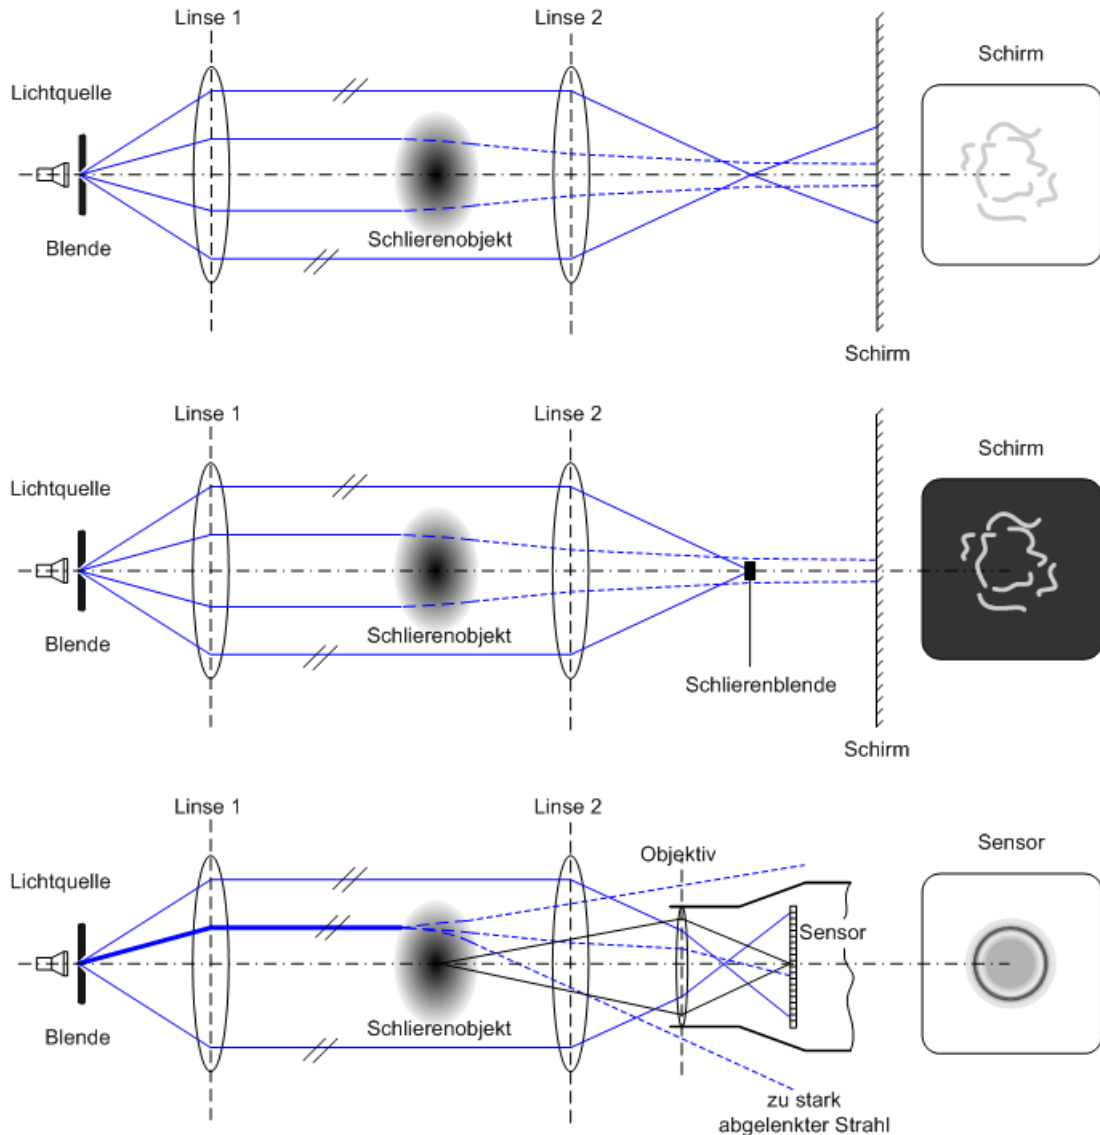 Linse 1
Linse 2
Schirm
Lichtquelle
Blende
Schlierenobjekt
Schirm
Linse 1
Linse 2
Schirm
Lichtquelle
Blende
Schlierenobjekt
Schlierenblende
Schirm
Linse 1
Linse 2
Sensor
Objektiv
Lichtquelle
Sensor
Blende
Schlierenobjekt
zu stark
abgelenkter Strahl